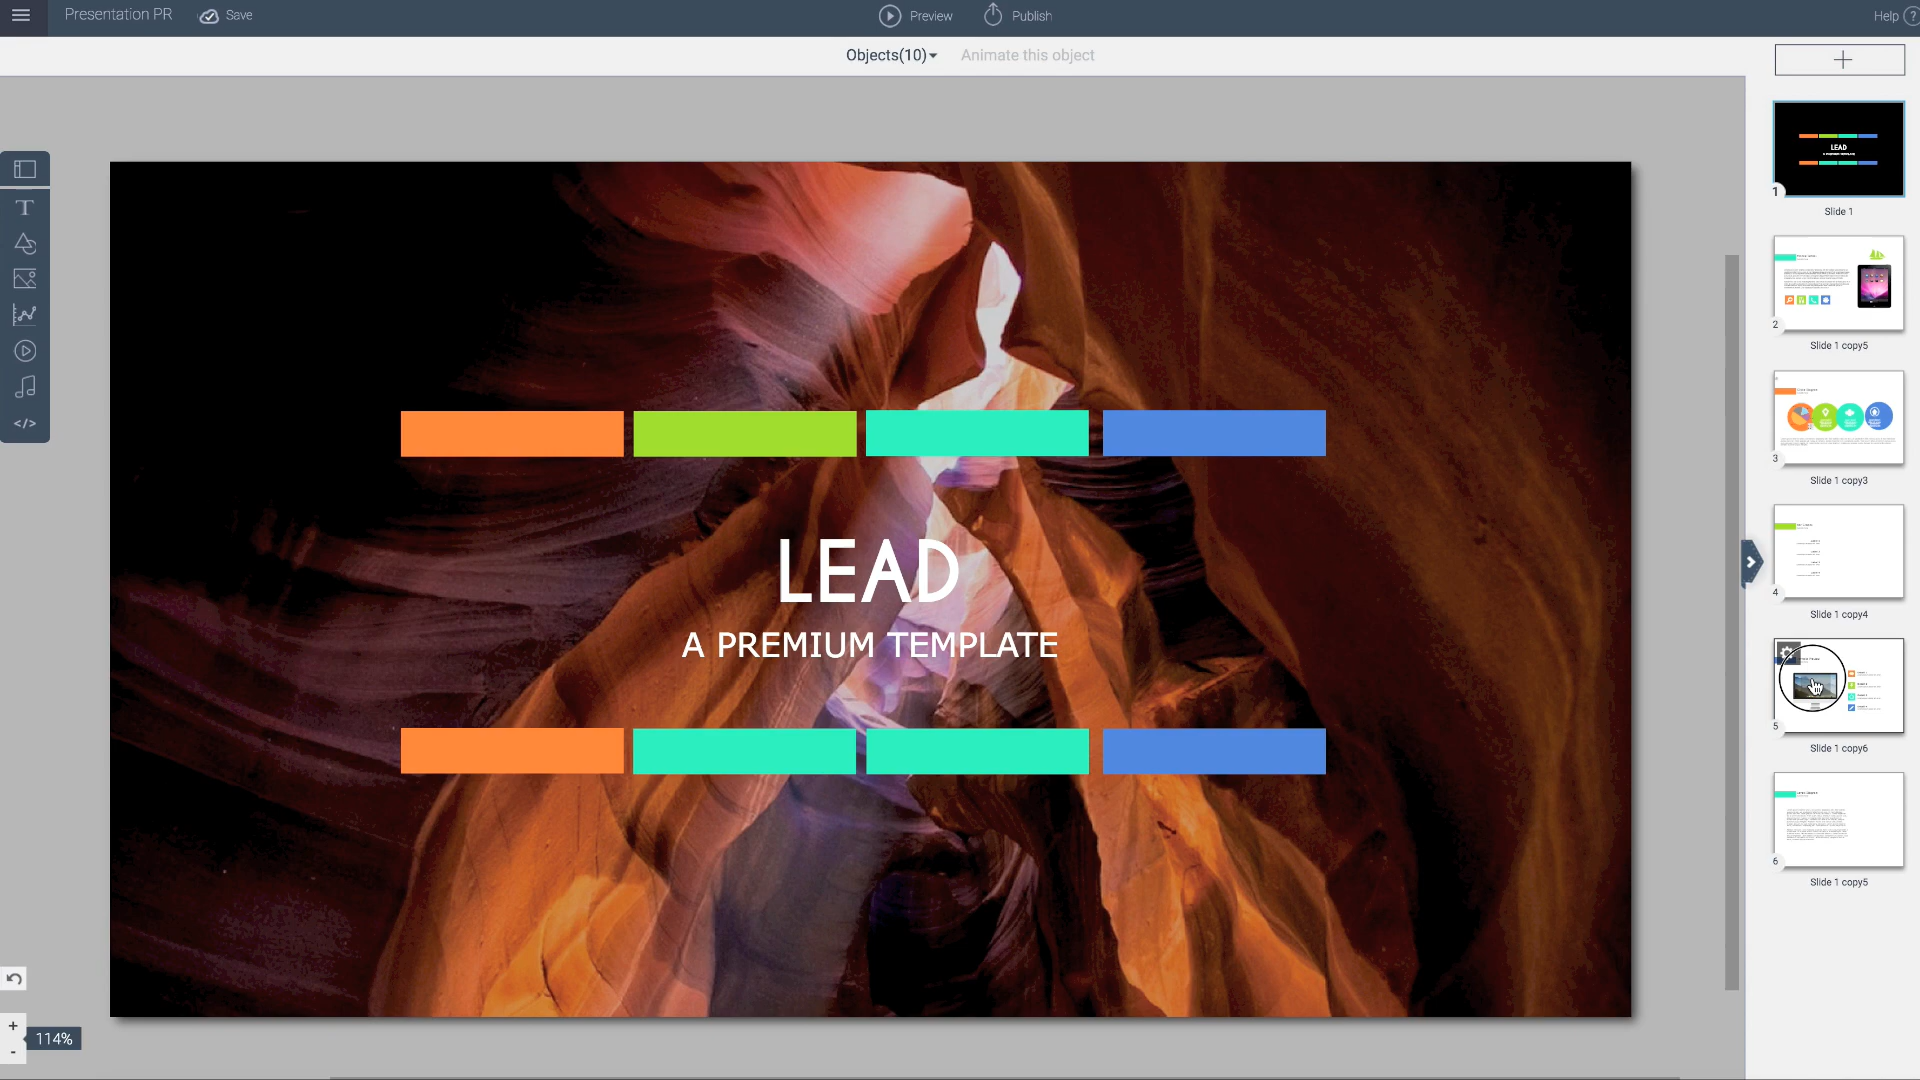 Presentation PR
Save
Preview
Publish
Help ?
Objects(10)
Animate this object
LEAD
A PREMIUM TEMPLATE
LEAD
1
Slide 1
2
Slide 1 copy5
3
Slide 1 copy3
4
Slide 1 copy4
5
Slide 1 copy6
6
Slide 1 copy5
+
114%
-